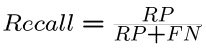 Rccall = RP / RP+FN